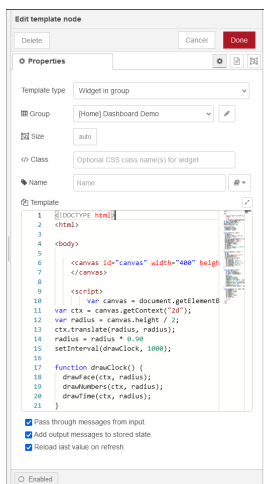 Edit template node
Delete
Cancel
Done
Properties
Template type
Widget in group
Group
[Home] Dashboard Demo
Size
auto
</> Class
Optional CSS class name(s) for widget
Name
Name
Template
1 <!DOCTYPE html>
2 <html>
3
4 <body>
5
6 <canvas id="canvas" width="400" heigh
7 </canvas>
8
9 <script>
10 var canvas = document.getElementB
11 var ctx = canvas.getContext("2d");
12 var radius = canvas.height / 2;
13 ctx.translate(radius, radius);
14 radius = radius * 0.90
15 setInterval(drawClock, 1000);
16
17 function drawClock() {
18 drawFace(ctx, radius);
19 drawNumbers(ctx, radius);
20 drawTime(ctx, radius);
21 }
Pass through messages from input.
Add output messages to stored state.
Reload last value on refresh.
Enabled